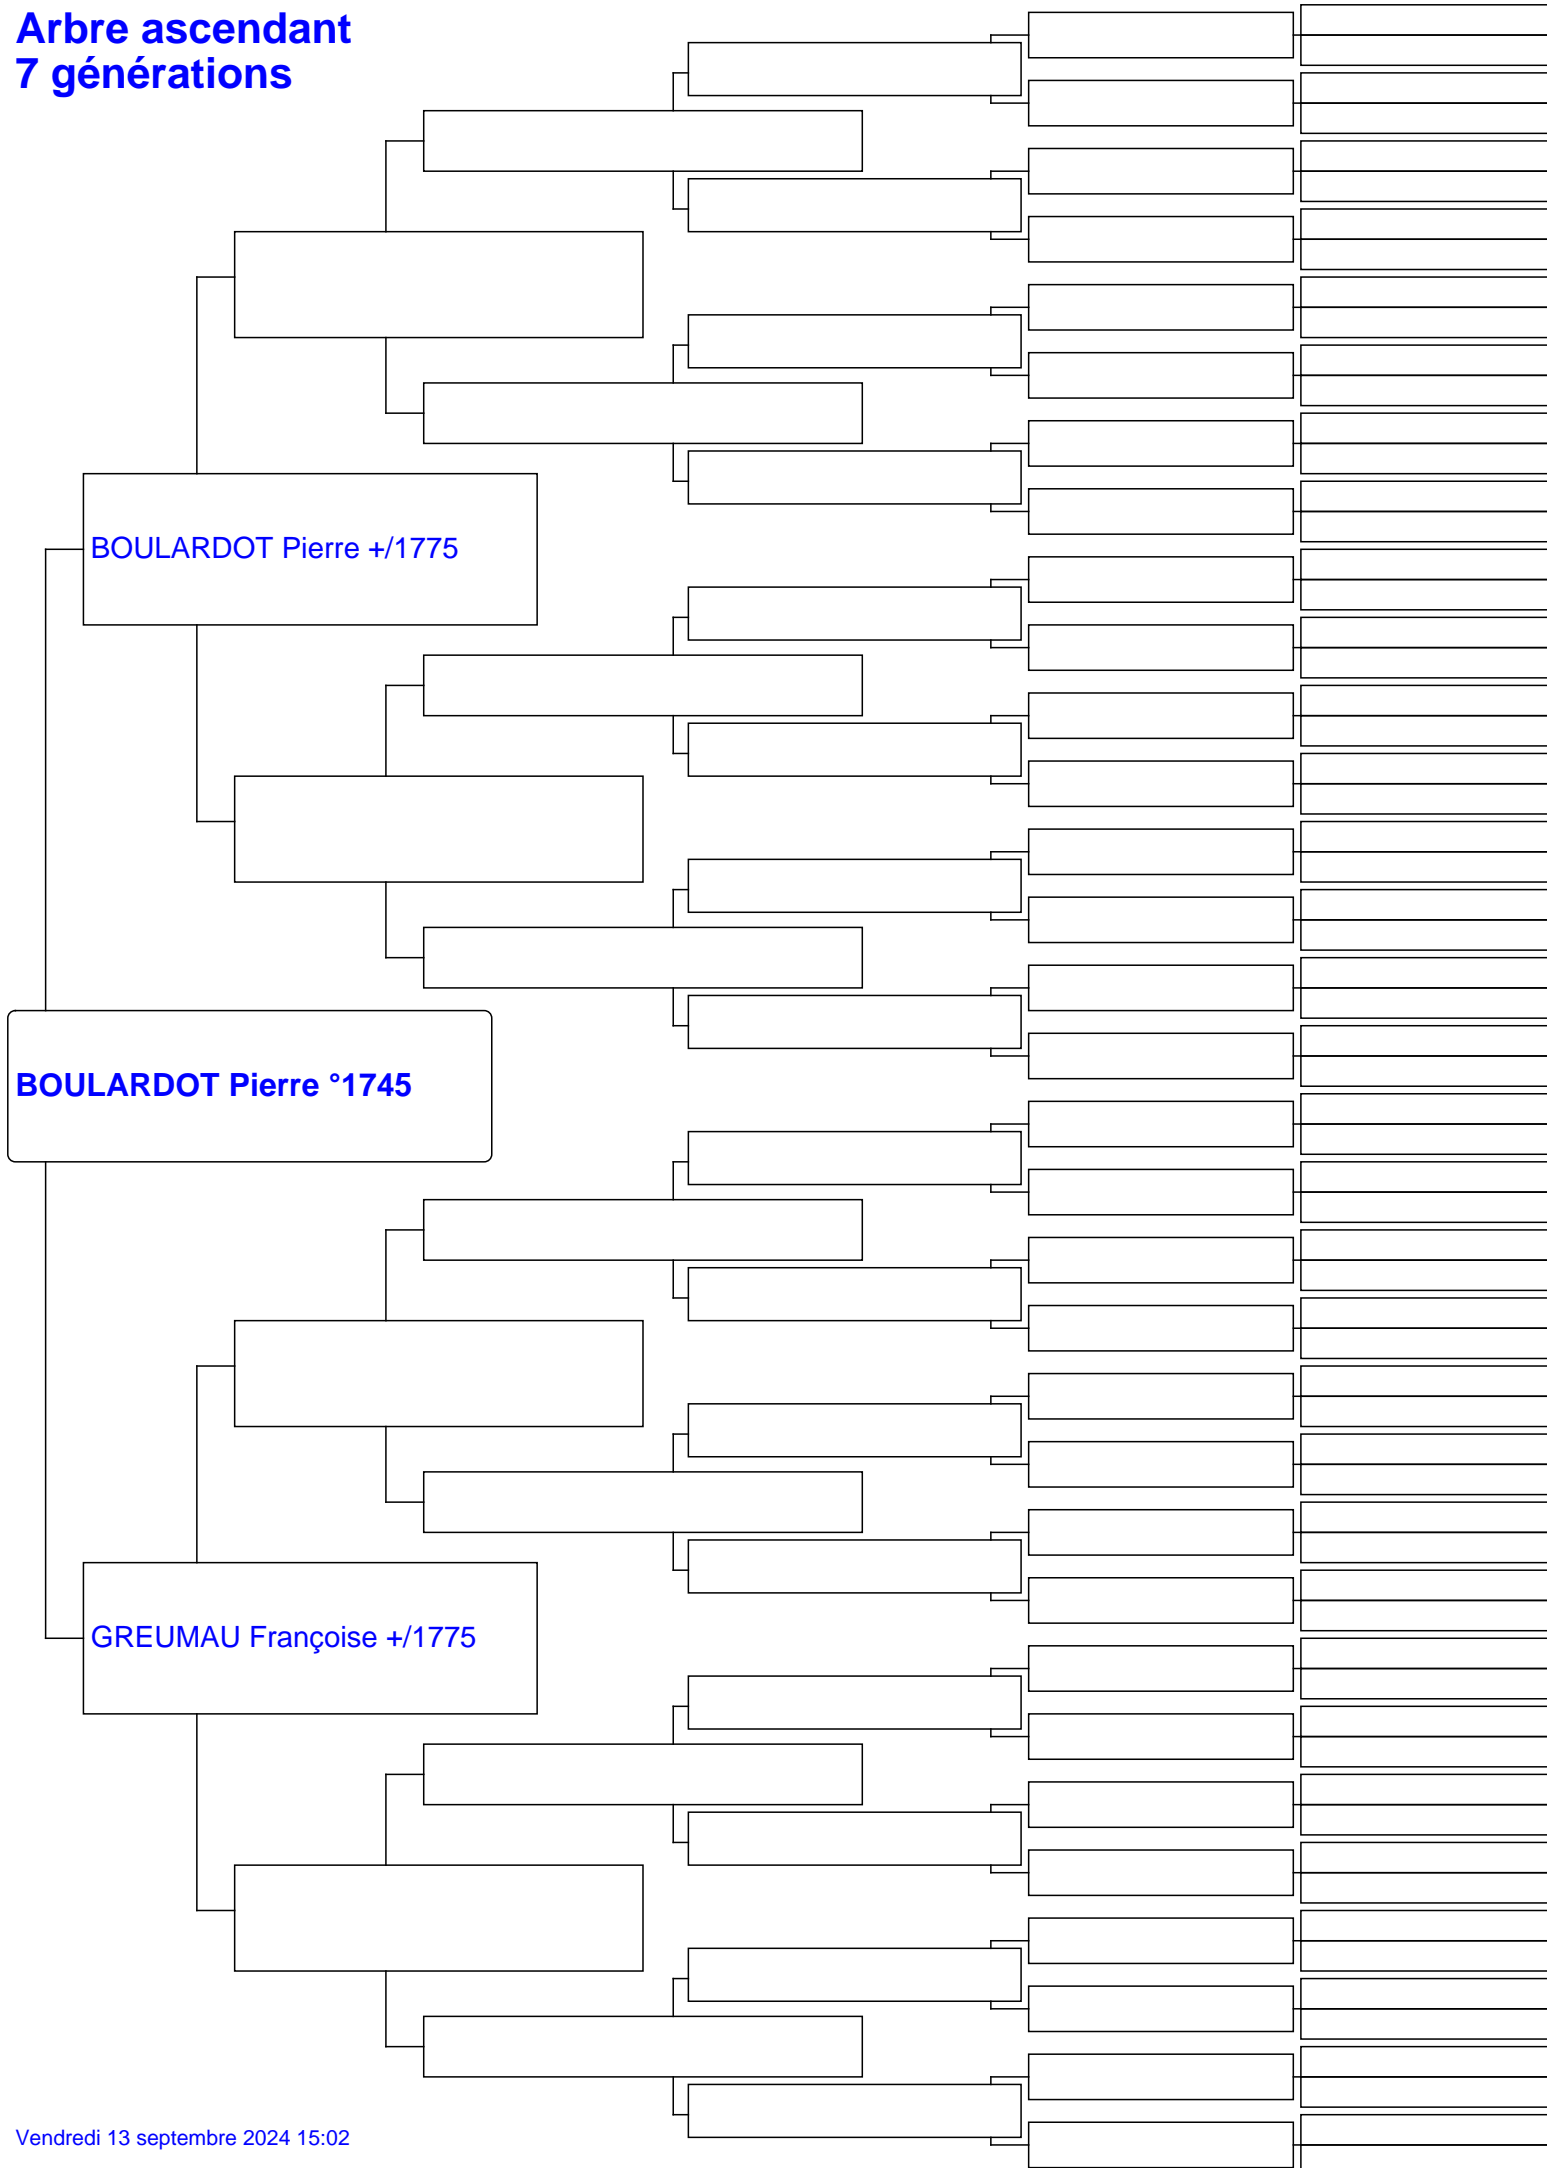 Arbre ascendant
7 générations
BOULARDOT Pierre +/1775
BOULARDOT Pierre °1745
GREUMAU Françoise +/1775
Vendredi 13 septembre 2024 15:02